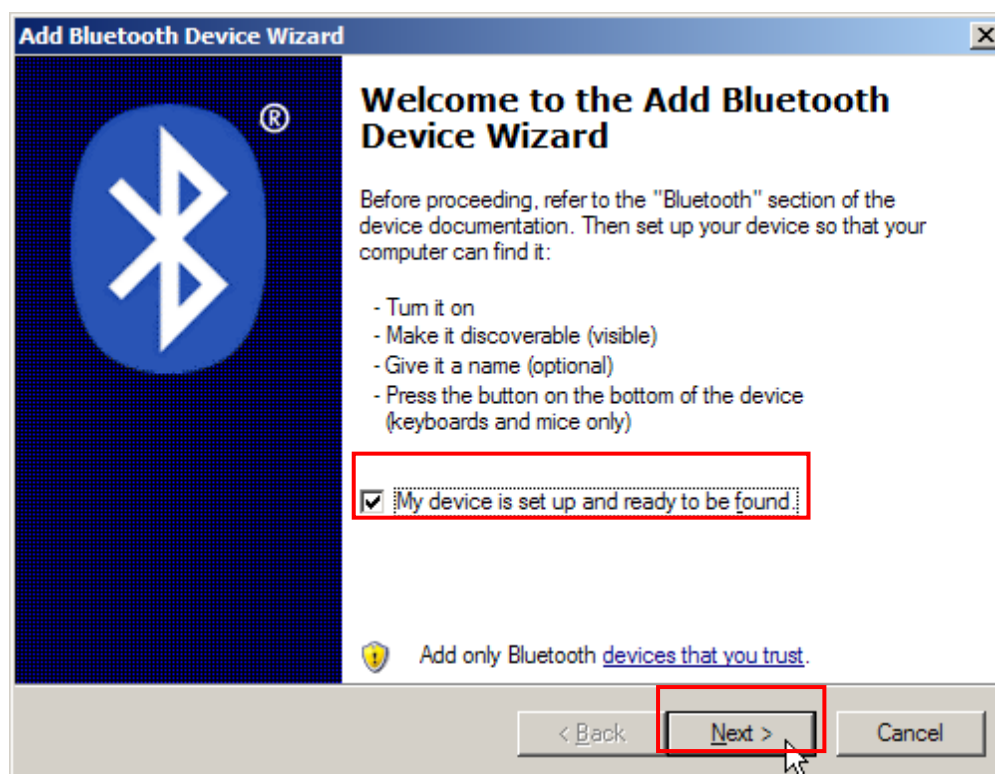 Add Bluetooth Device Wizard
®
Welcome to the Add Bluetooth
Device Wizard
Before proceeding, refer to the "Bluetooth" section of the
device documentation. Then set up your device so that your
computer can find it:
- Turn it on
- Make it discoverable (visible)
- Give it a name (optional)
- Press the button on the bottom of the device
(keyboards and mice only)
My device is set up and ready to be found.
Add only Bluetooth devices that you trust.
< Back Next > Cancel